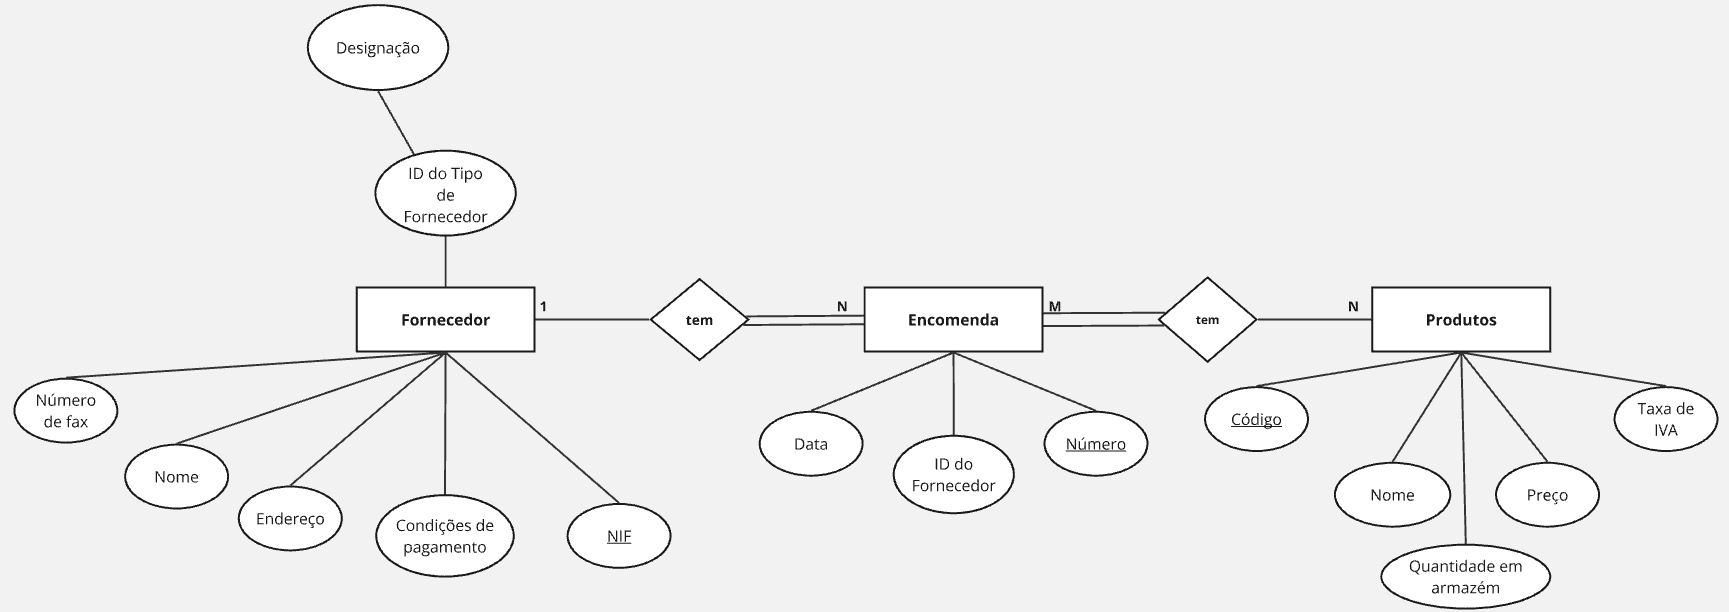 Designação
ID do Tipo
de
Fornecedor
Fornecedor
1
tem
N
Encomenda
M
tem
N
Produtos
Número
de fax
Nome
Endereço
Condições de
pagamento
NIF
Data
ID do
Fornecedor
Número
Código
Nome
Quantidade em
armazém
Preço
Taxa de
IVA